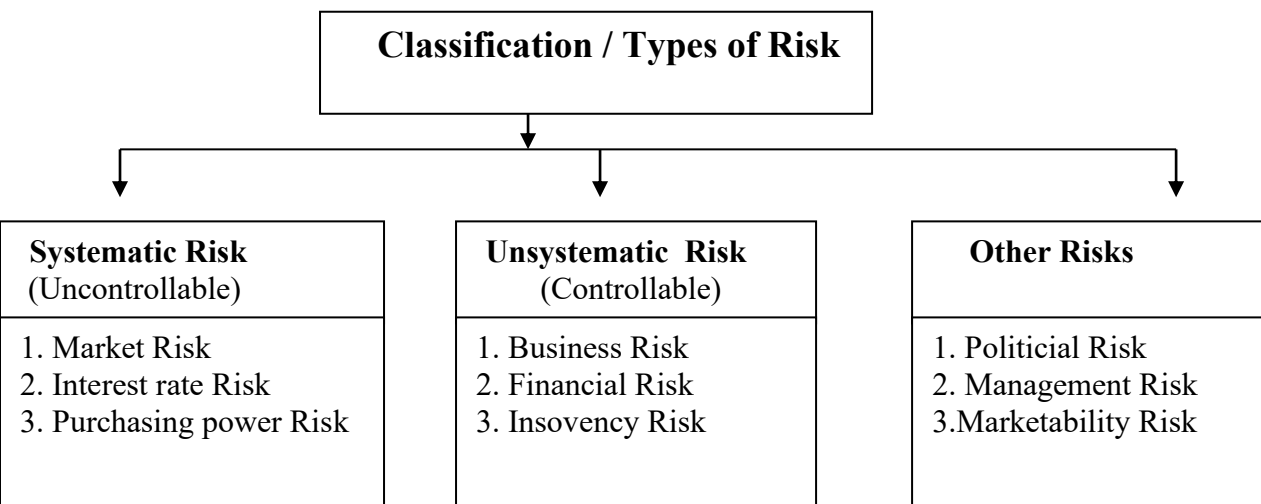 Classification / Types of Risk
Systematic Risk
(Uncontrollable)
1. Market Risk
2. Interest rate Risk
3. Purchasing power Risk
Unsystematic Risk
(Controllable)
1. Business Risk
2. Financial Risk
3. Insovency Risk
Other Risks
1. Politicial Risk
2. Management Risk
3.Marketability Risk